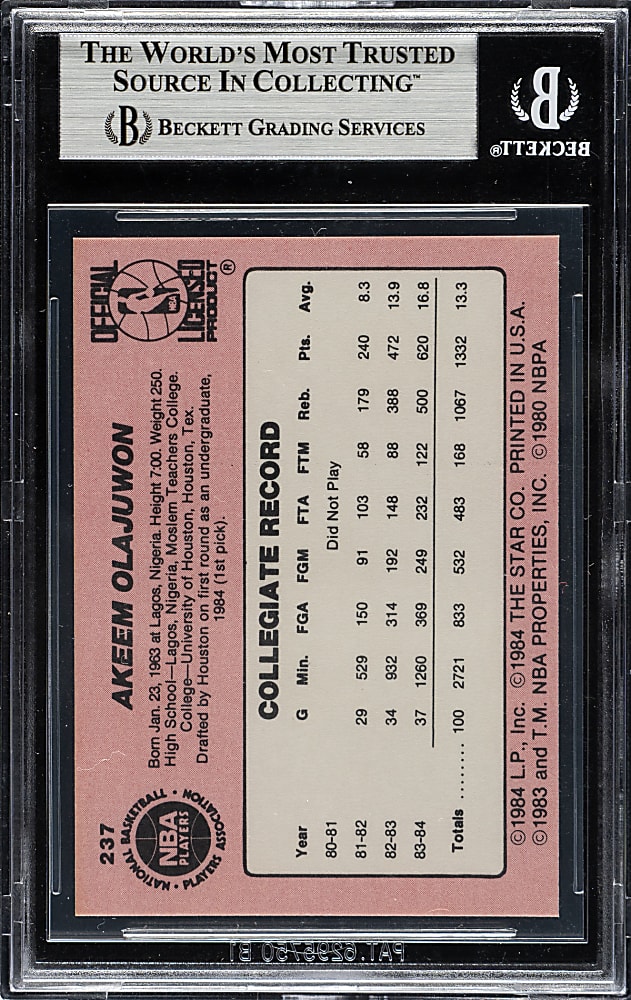 THE WORLD'S MOST TRUSTED
SOURCE IN COLLECTING™
B BECKETT GRADING SERVICES
B
BECKETT®
237
NATIONAL BASKETBALL
NBA
PLAYERS
PLAYERS ASSOCIATION
AKEEM OLAJUWON
Born Jan. 23, 1963 at Lagos, Nigeria. Height 7:00. Weight 250.
High School—Lagos, Nigeria, Moslem Teachers College.
College—University of Houston, Houston, Tex.
Drafted by Houston on first round as an undergraduate,
1984 (1st pick).
OFFICIAL
NBA
LICENSED
PRODUCT ®
COLLEGIATE RECORD
Year G Min. FGA FGM FTA FTM Reb. Pts. Avg.
80-81 Did Not Play
81-82 29 529 150 91 103 58 179 240 8.3
82-83 34 932 314 192 148 88 388 472 13.9
83-84 37 1260 369 249 232 122 500 620 16.8
Totals ......... 100 2721 833 532 483 168 1067 1332 13.3
©1984 L.P., Inc. ©1984 THE STAR CO. PRINTED IN U.S.A.
©1983 and T.M. NBA PROPERTIES, INC. ©1980 NBPA
PAT. 6295750 B1